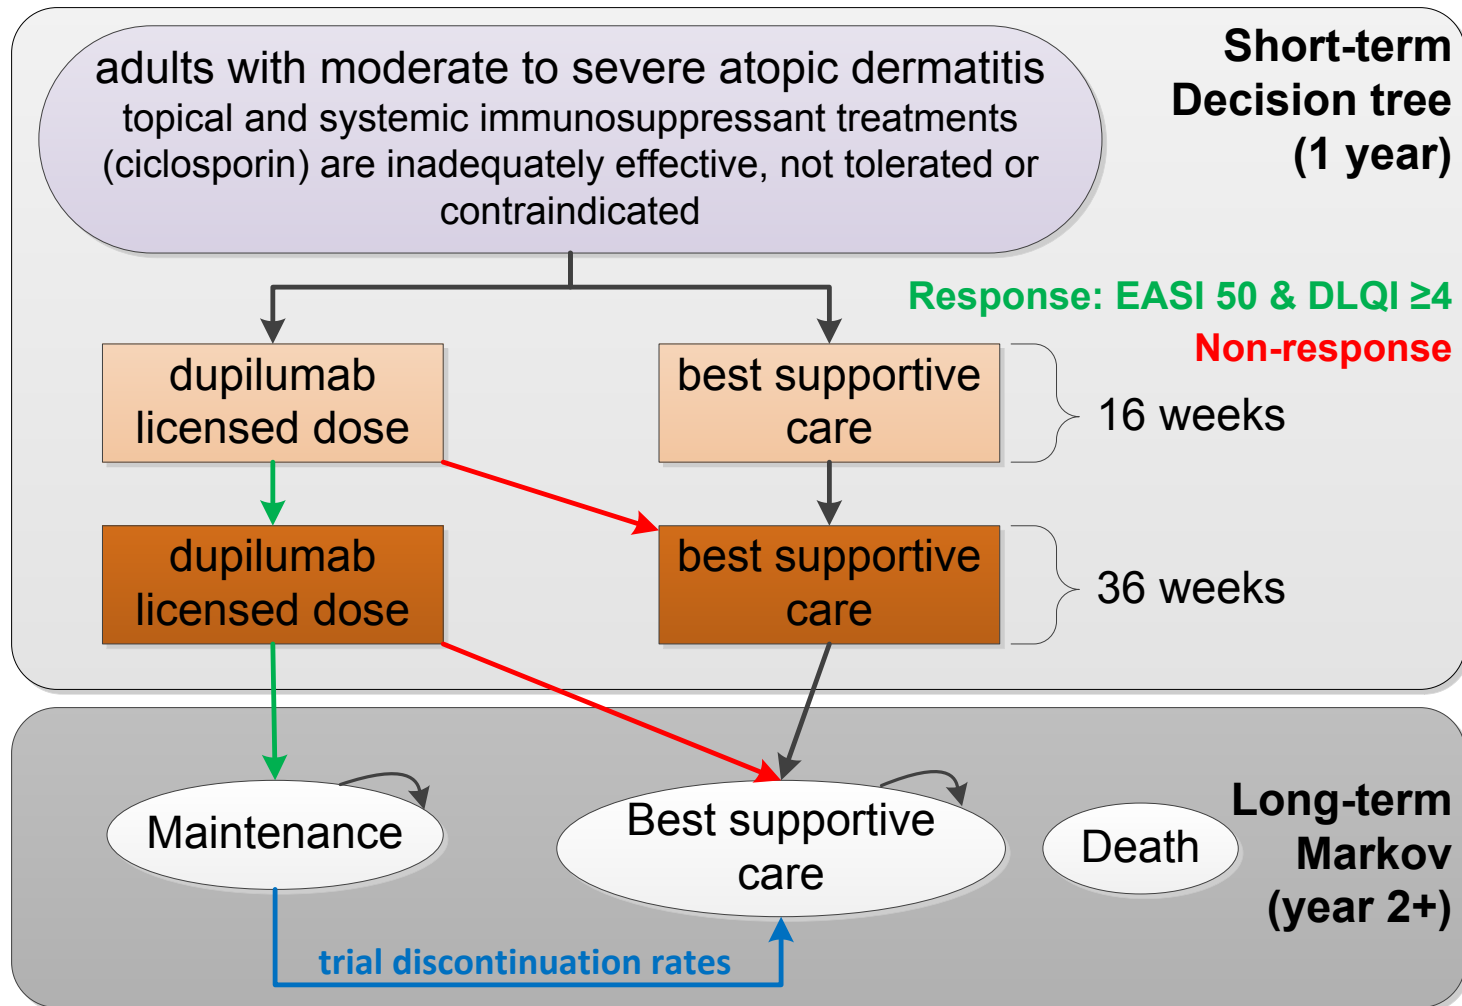 Short-term
Decision tree
(1 year)
adults with moderate to severe atopic dermatitis
topical and systemic immunosuppressant treatments
(ciclosporin) are inadequately effective, not tolerated or
contraindicated
Response: EASI 50 & DLQI ≥4
Non-response
dupilumab
licensed dose
best supportive
care
16 weeks
dupilumab
licensed dose
best supportive
care
36 weeks
Maintenance
Best supportive
care
Death
Long-term
Markov
(year 2+)
trial discontinuation rates